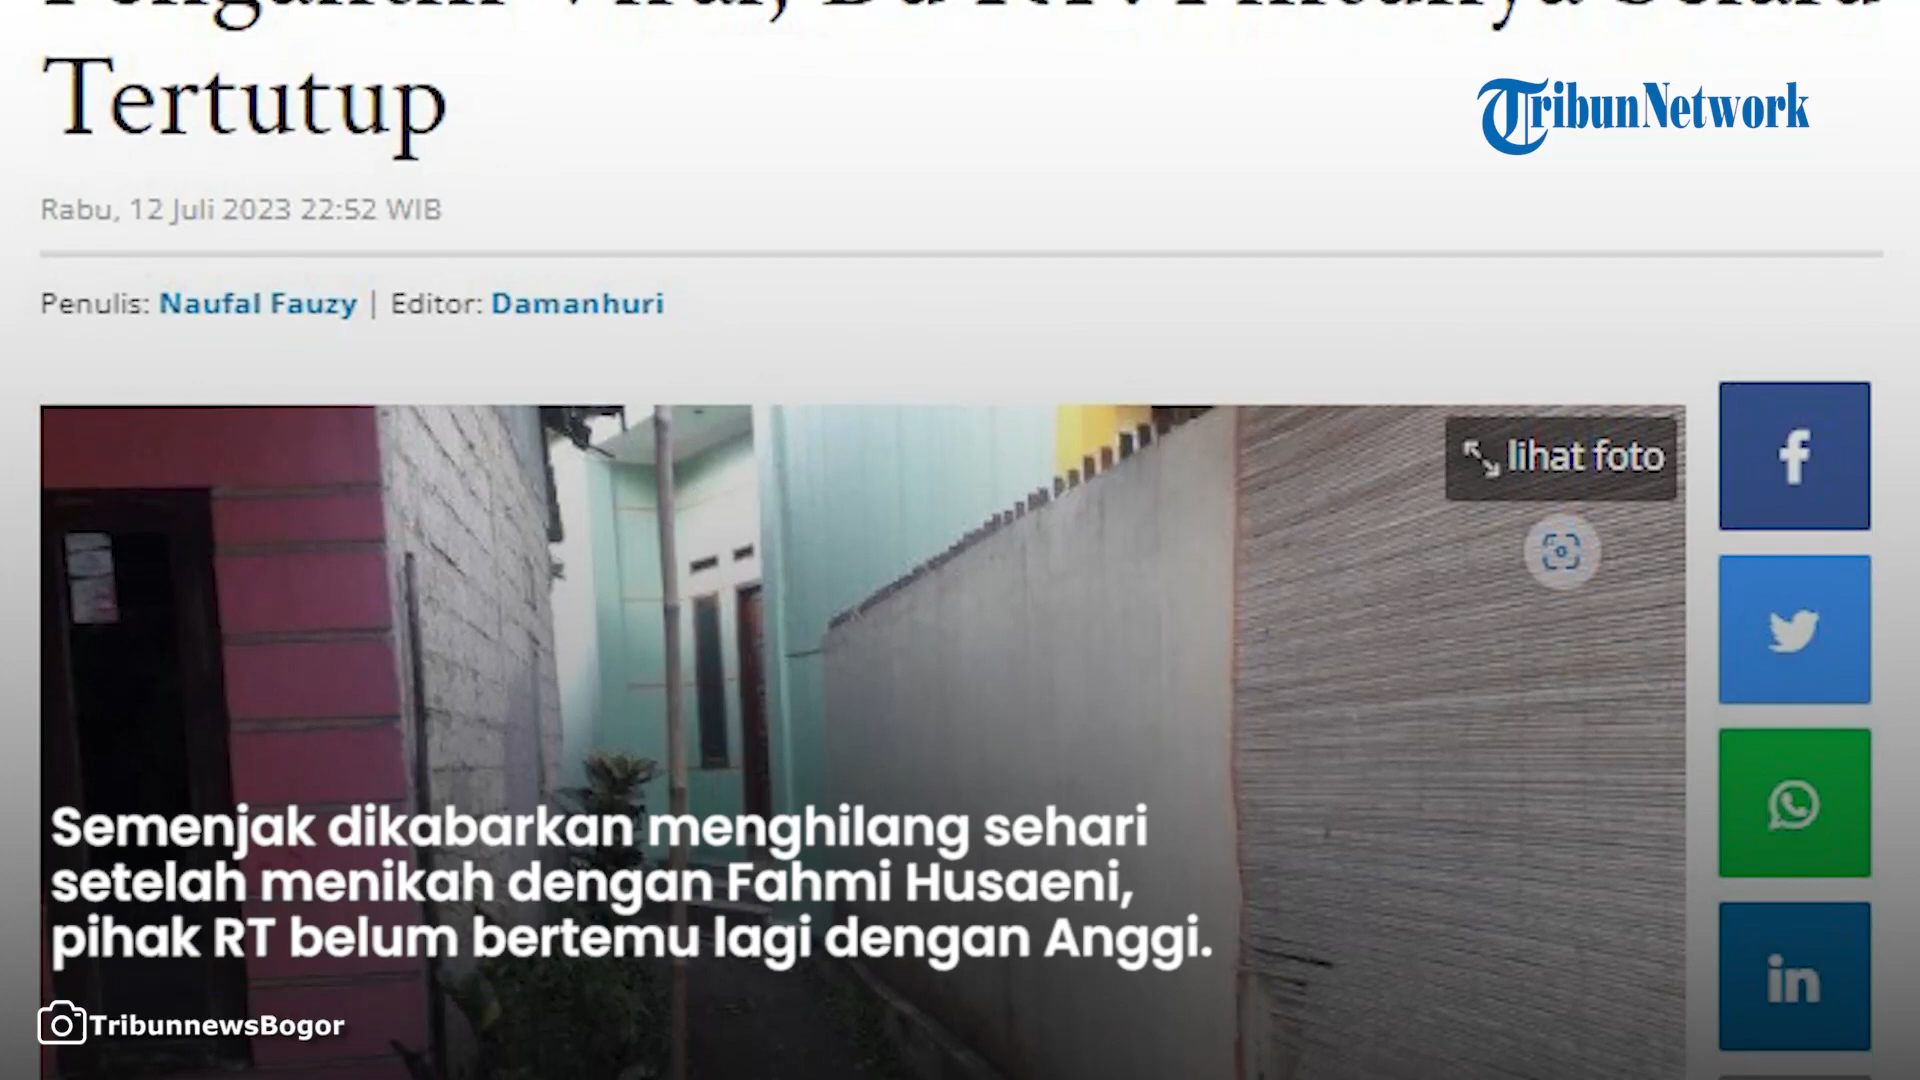 Tertutup
TribunNetwork
Rabu, 12 Juli 2023 22:52 WIB
Penulis: Naufal Fauzy | Editor: Damanhuri
lihat foto
Semenjak dikabarkan menghilang sehari
setelah menikah dengan Fahmi Husaeni,
pihak RT belum bertemu lagi dengan Anggi.
TribunnewsBogor